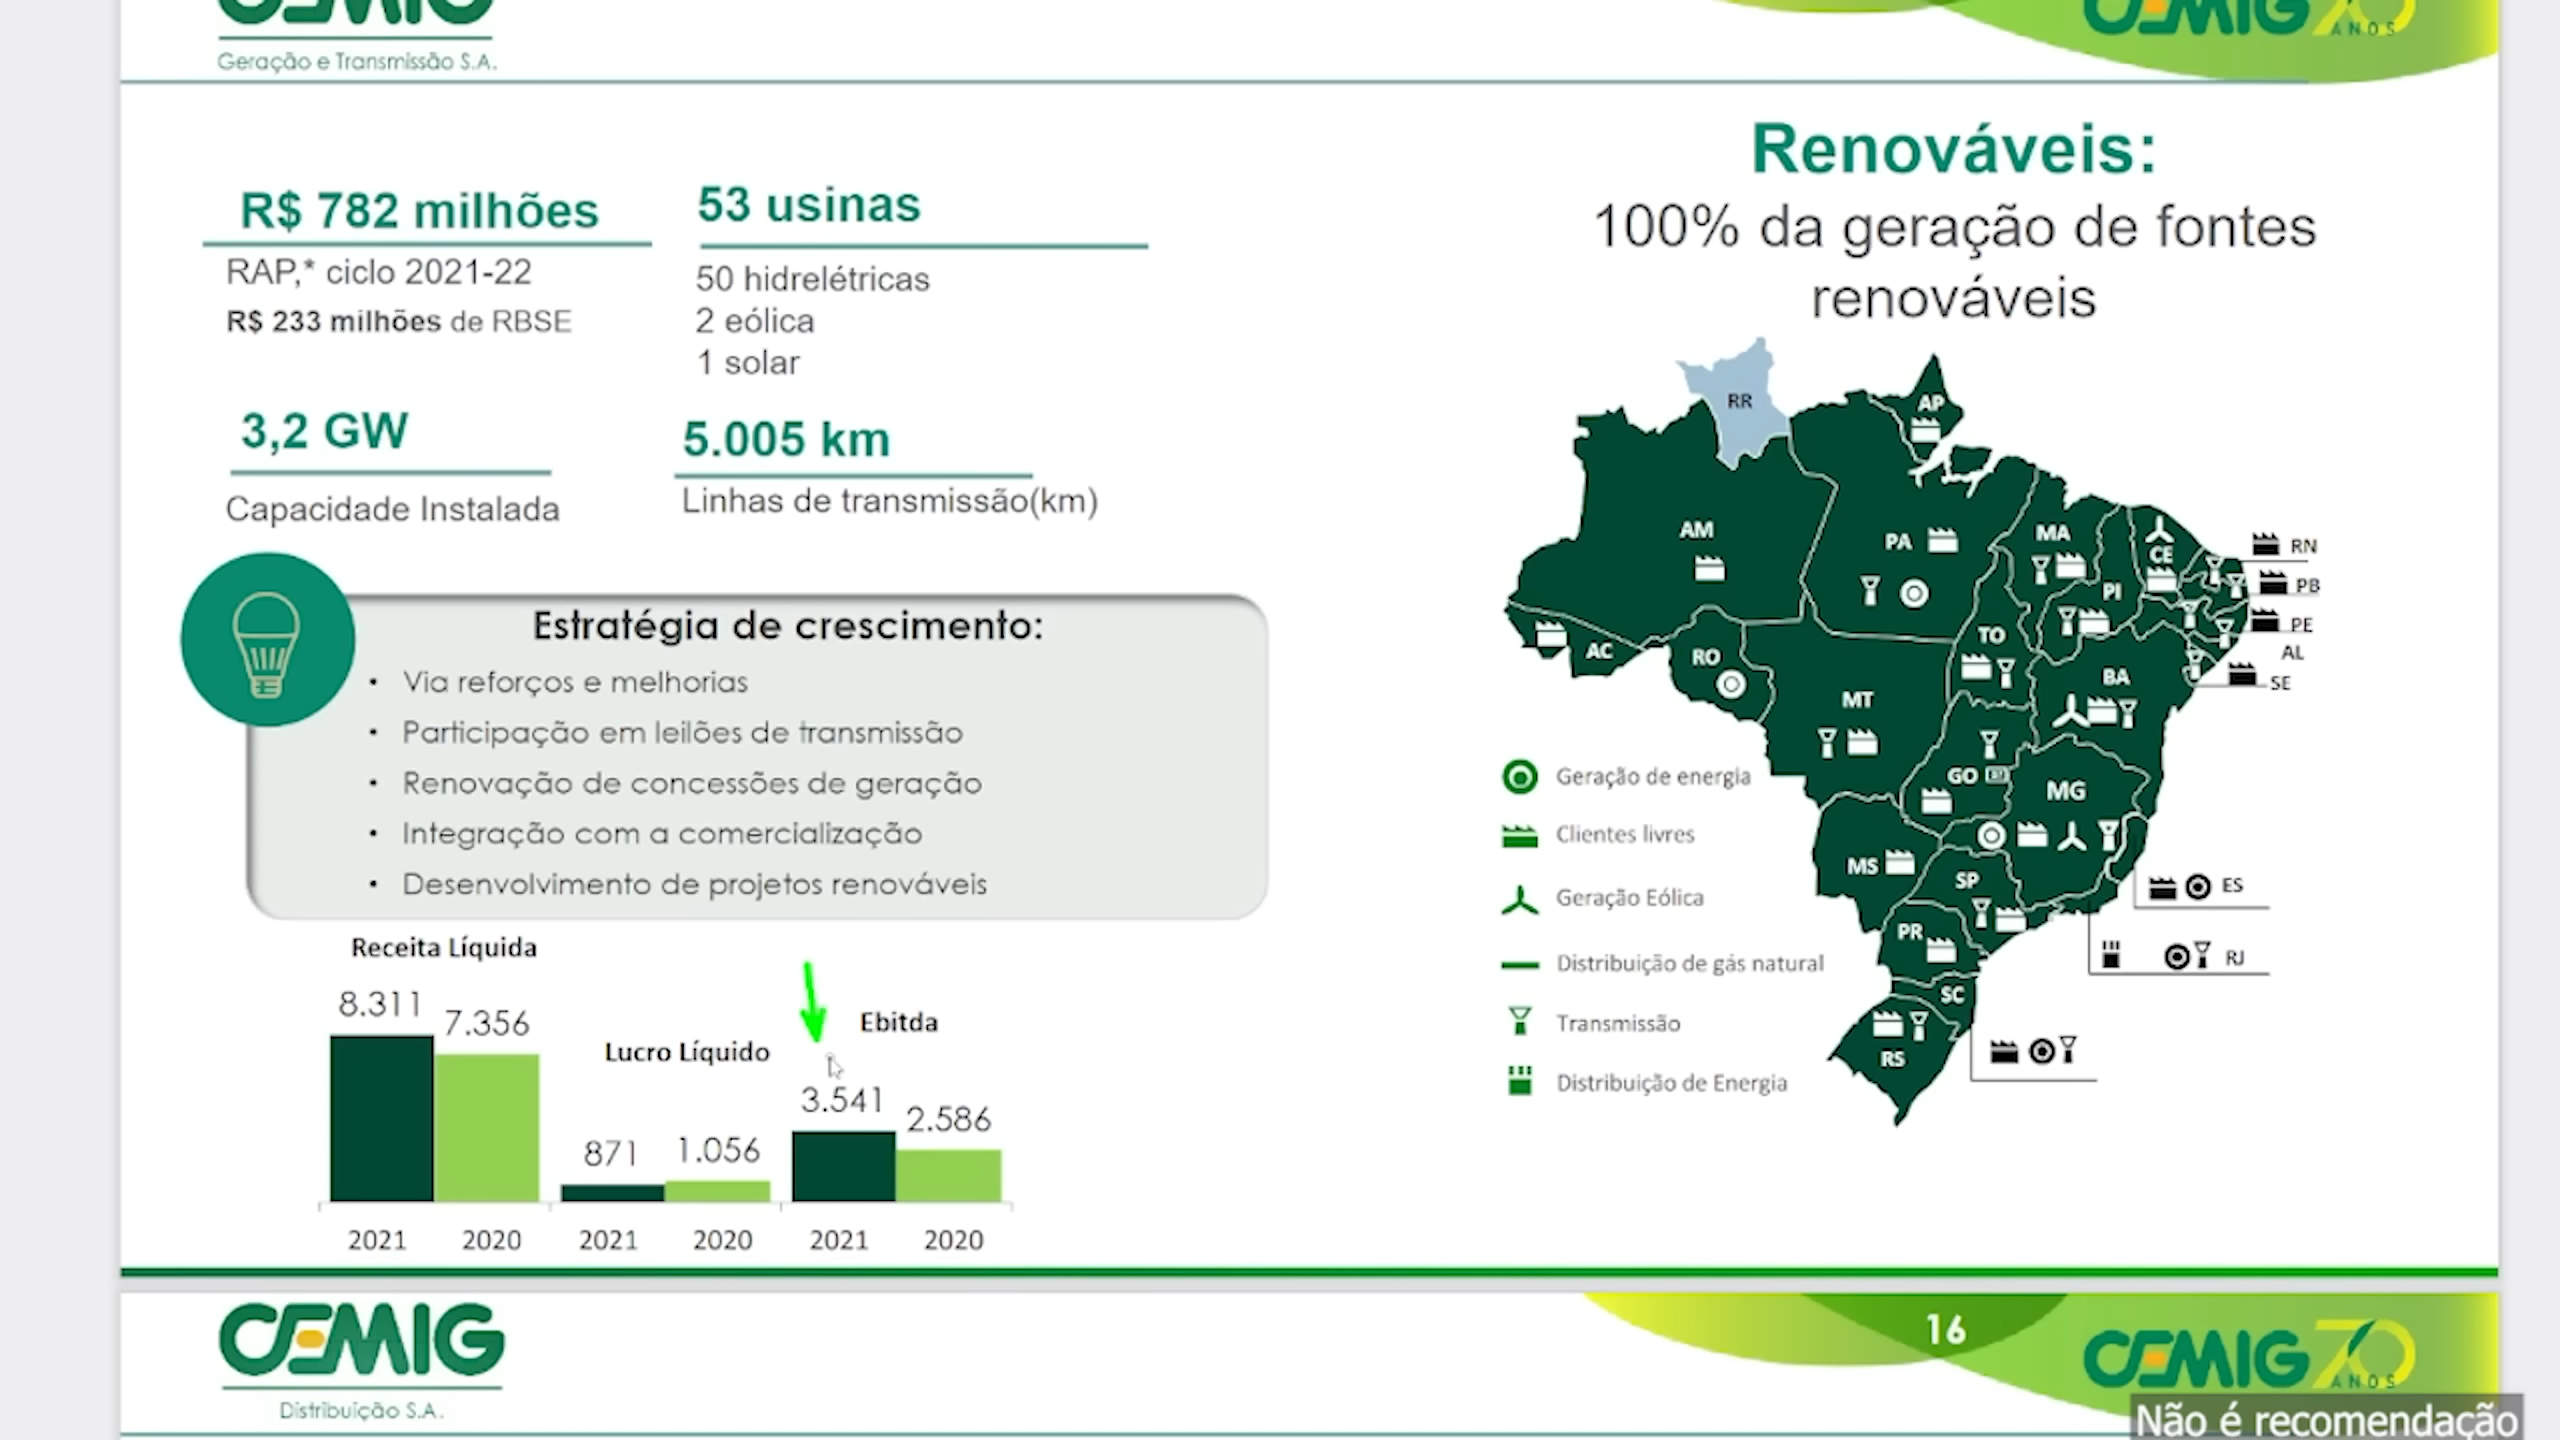 CEMIG
Geração e Transmissão S.A.
CEMIG 70
ANOS
R$ 782 milhões
RAP,* ciclo 2021-22
R$ 233 milhões de RBSE
53 usinas
50 hidrelétricas
2 eólica
1 solar
3,2 GW
Capacidade Instalada
5.005 km
Linhas de transmissão(km)
Estratégia de crescimento:
• Via reforços e melhorias
• Participação em leilões de transmissão
• Renovação de concessões de geração
• Integração com a comercialização
• Desenvolvimento de projetos renováveis
Receita Líquida
8.311
7.356
Lucro Líquido
871
1.056
Ebitda
3.541
2.586
2021 2020 2021 2020 2021 2020
Renováveis:
100% da geração de fontes
renováveis
RR
AP
AM
PA
MA
CE
RN
PB
PI
PE
AL
SE
AC
RO
TO
BA
MT
GO
MG
MS
SP
ES
PR
RJ
SC
RS
Geração de energia
Clientes livres
Geração Eólica
Distribuição de gás natural
Transmissão
Distribuição de Energia
CEMIG
Distribuição S.A.
16
CEMIG 70
ANOS
Não é recomendação